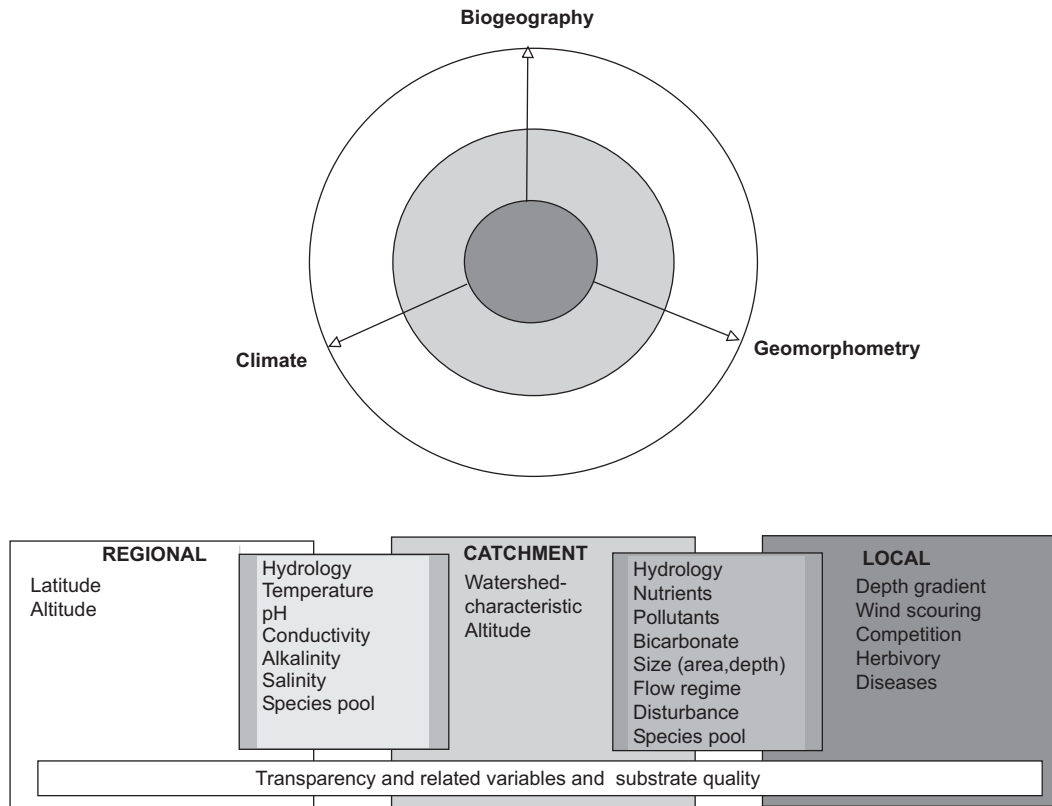 Biogeography
Climate
Geomorphometry
REGIONAL
Latitude
Altitude
Hydrology
Temperature
pH
Conductivity
Alkalinity
Salinity
Species pool
CATCHMENT
Watershed-
characteristic
Altitude
Hydrology
Nutrients
Pollutants
Bicarbonate
Size (area,depth)
Flow regime
Disturbance
Species pool
LOCAL
Depth gradient
Wind scouring
Competition
Herbivory
Diseases
Transparency and related variables and substrate quality